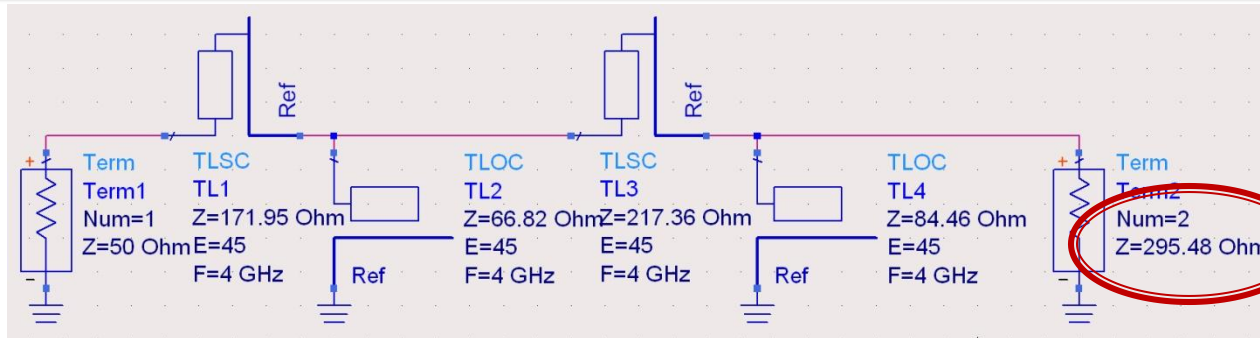 Ref
Ref
+
Term
Term1
Num=1
Z=50 Ohm
-
TLSC
TL1
Z=171.95 Ohm
E=45
F=4 GHz
Ref
TLOC
TL2
Z=66.82 Ohm
E=45
F=4 GHz
TLSC
TL3
Z=217.36 Ohm
E=45
F=4 GHz
Ref
TLOC
TL4
Z=84.46 Ohm
E=45
F=4 GHz
+
Term
Term2
Num=2
Z=295.48 Ohm
-